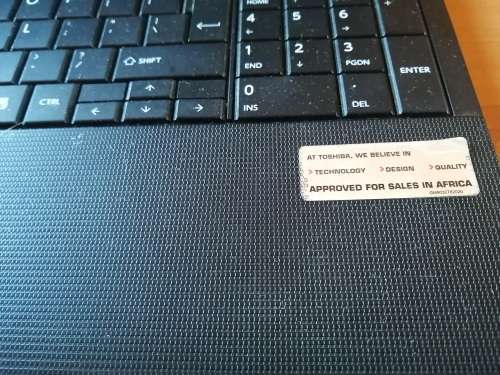 HOME
4 ←
5
6 →
1 END
2 ↓
3 PGDN
ENTER
0 INS
. DEL
SHIFT
CTRL
AT TOSHIBA, WE BELIEVE IN
> TECHNOLOGY > DESIGN > QUALITY
APPROVED FOR SALES IN AFRICA